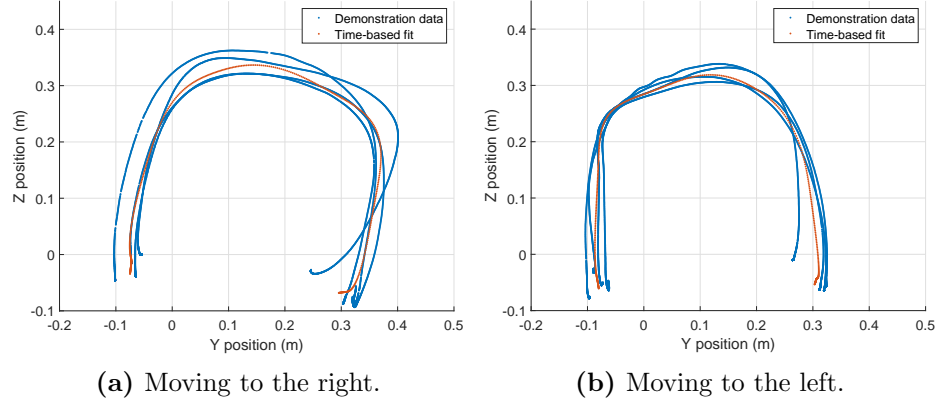 0.4
0.3
0.2
0.1
0
-0.1
Z position (m)
-0.2 -0.1 0 0.1 0.2 0.3 0.4 0.5
Y position (m)
Demonstration data
Time-based fit
(a) Moving to the right.
0.4
0.3
0.2
0.1
0
-0.1
Z position (m)
-0.2 -0.1 0 0.1 0.2 0.3 0.4 0.5
Y position (m)
Demonstration data
Time-based fit
(b) Moving to the left.